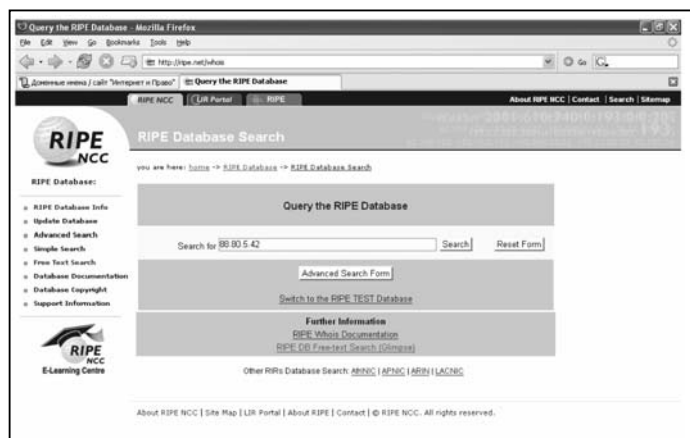 Query the RIPE Database - Mozilla Firefox
File Edit View Go Bookmarks Tools Help
http://ripe.net/whois
Go
Доменные имена / сайт "Интернет и Право"
Query the RIPE Database
RIPE NCC LIR Portal RIPE
About RIPE NCC | Contact | Search | Sitemap
RIPE
NCC
RIPE Database Search
you are here: home -> RIPE Database -> RIPE Database Search
RIPE Database:
RIPE Database Info
Update Database
Advanced Search
Simple Search
Free Text Search
Database Documentation
Database Copyright
Support Information
RIPE
NCC
E-Learning Centre
Query the RIPE Database
Search for 88.80.5.42 Search Reset Form
Advanced Search Form
Switch to the RIPE TEST Database
Further Information
RIPE Whois Documentation
RIPE DB Free-text Search (Glimpse)
Other RIRs Database Search: AfriNIC | APNIC | ARIN | LACNIC
About RIPE NCC | Site Map | LIR Portal | About RIPE | Contact | © RIPE NCC. All rights reserved.